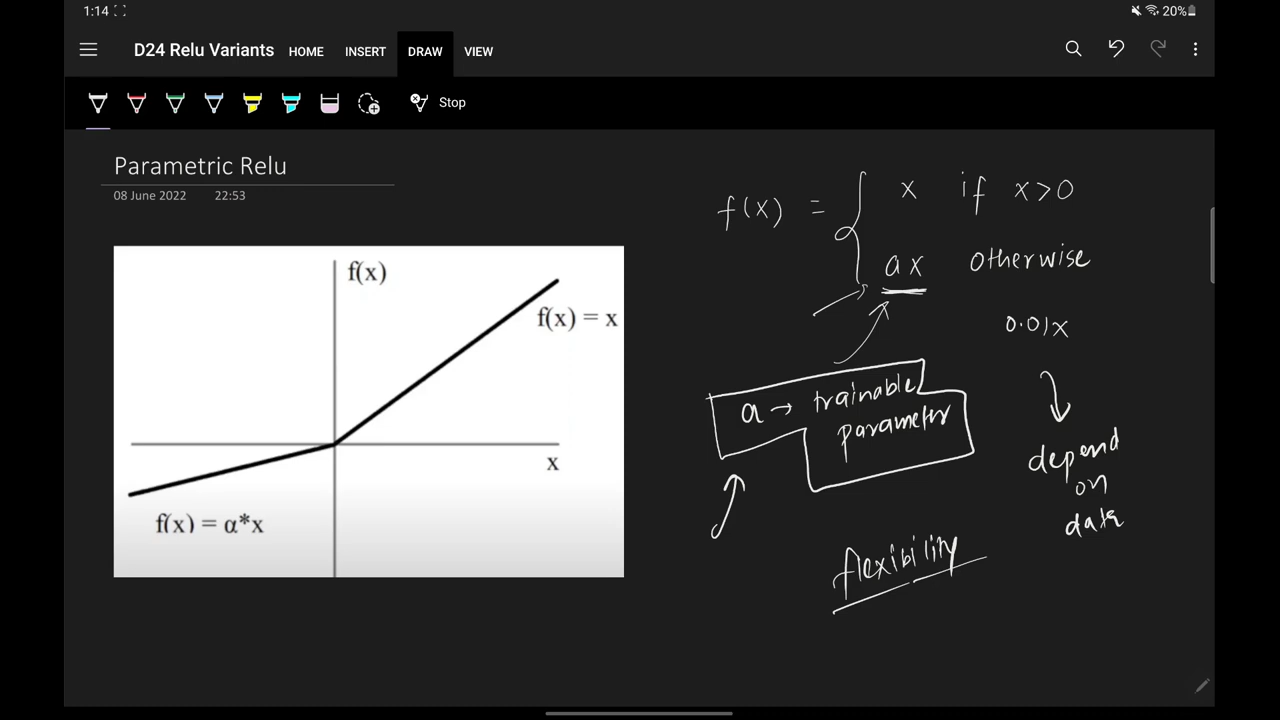 1:14
20%
D24 Relu Variants HOME INSERT DRAW VIEW
Stop
Parametric Relu
08 June 2022 22:53
f(x)
f(x) = x
x
f(x) = α*x
f(x) = { x if x>0
ax otherwise
0.01x
a → trainable
parameter
depend
on
data
flexibility